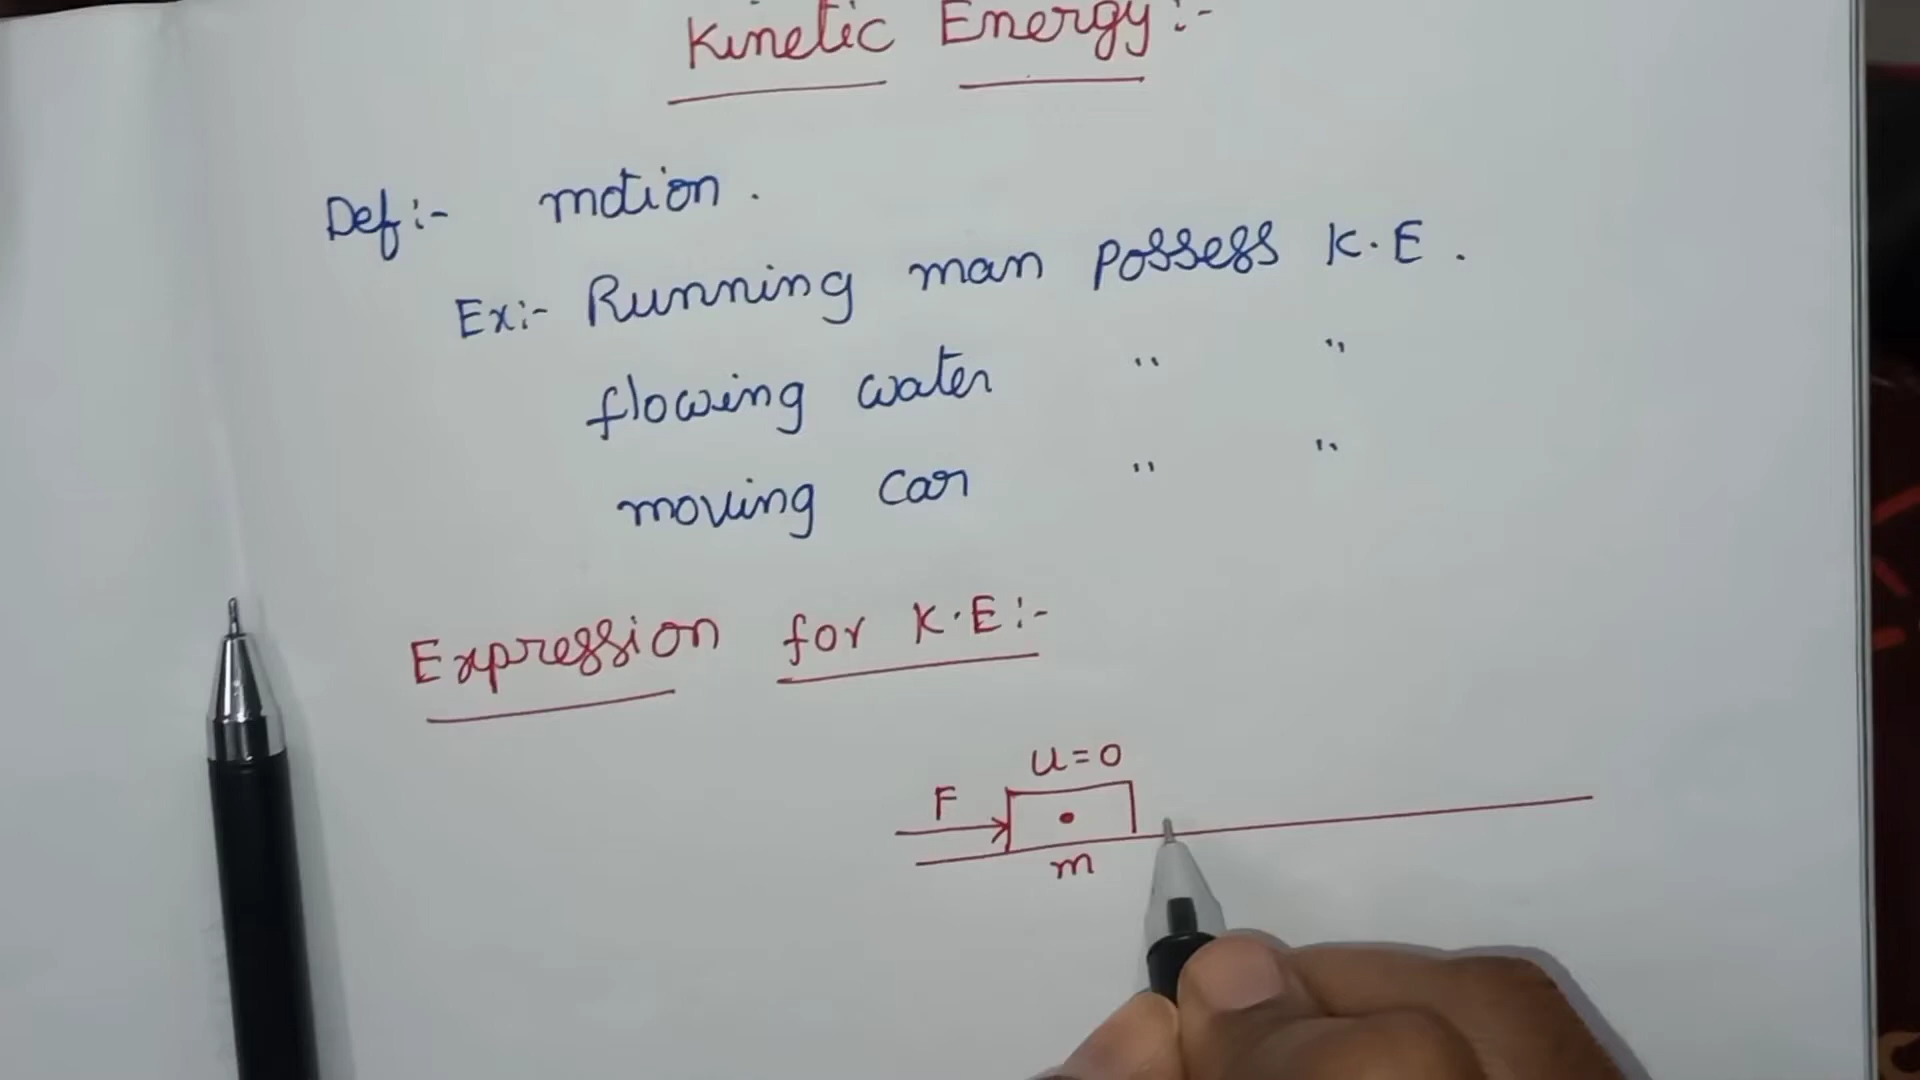 Kinetic Energy:-
Def:- motion.
Ex:- Running man possess K.E.
flowing water " "
moving car " "
Expression for K.E:-
U=0
F
m